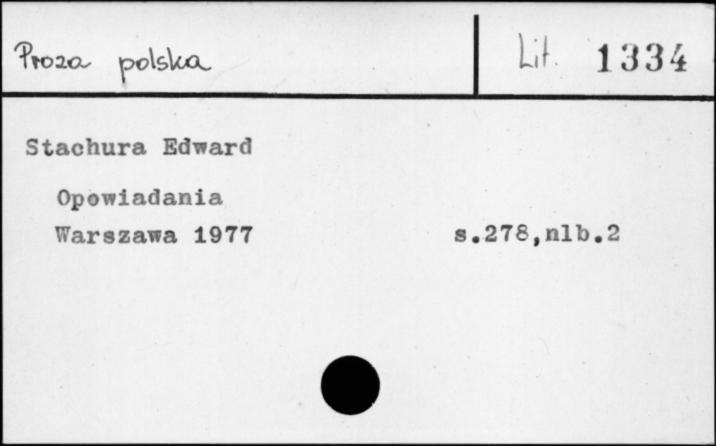 Proza polska
Lit. 1334
Stachura Edward
Opowiadania
Warszawa 1977 s.278,nlb.2